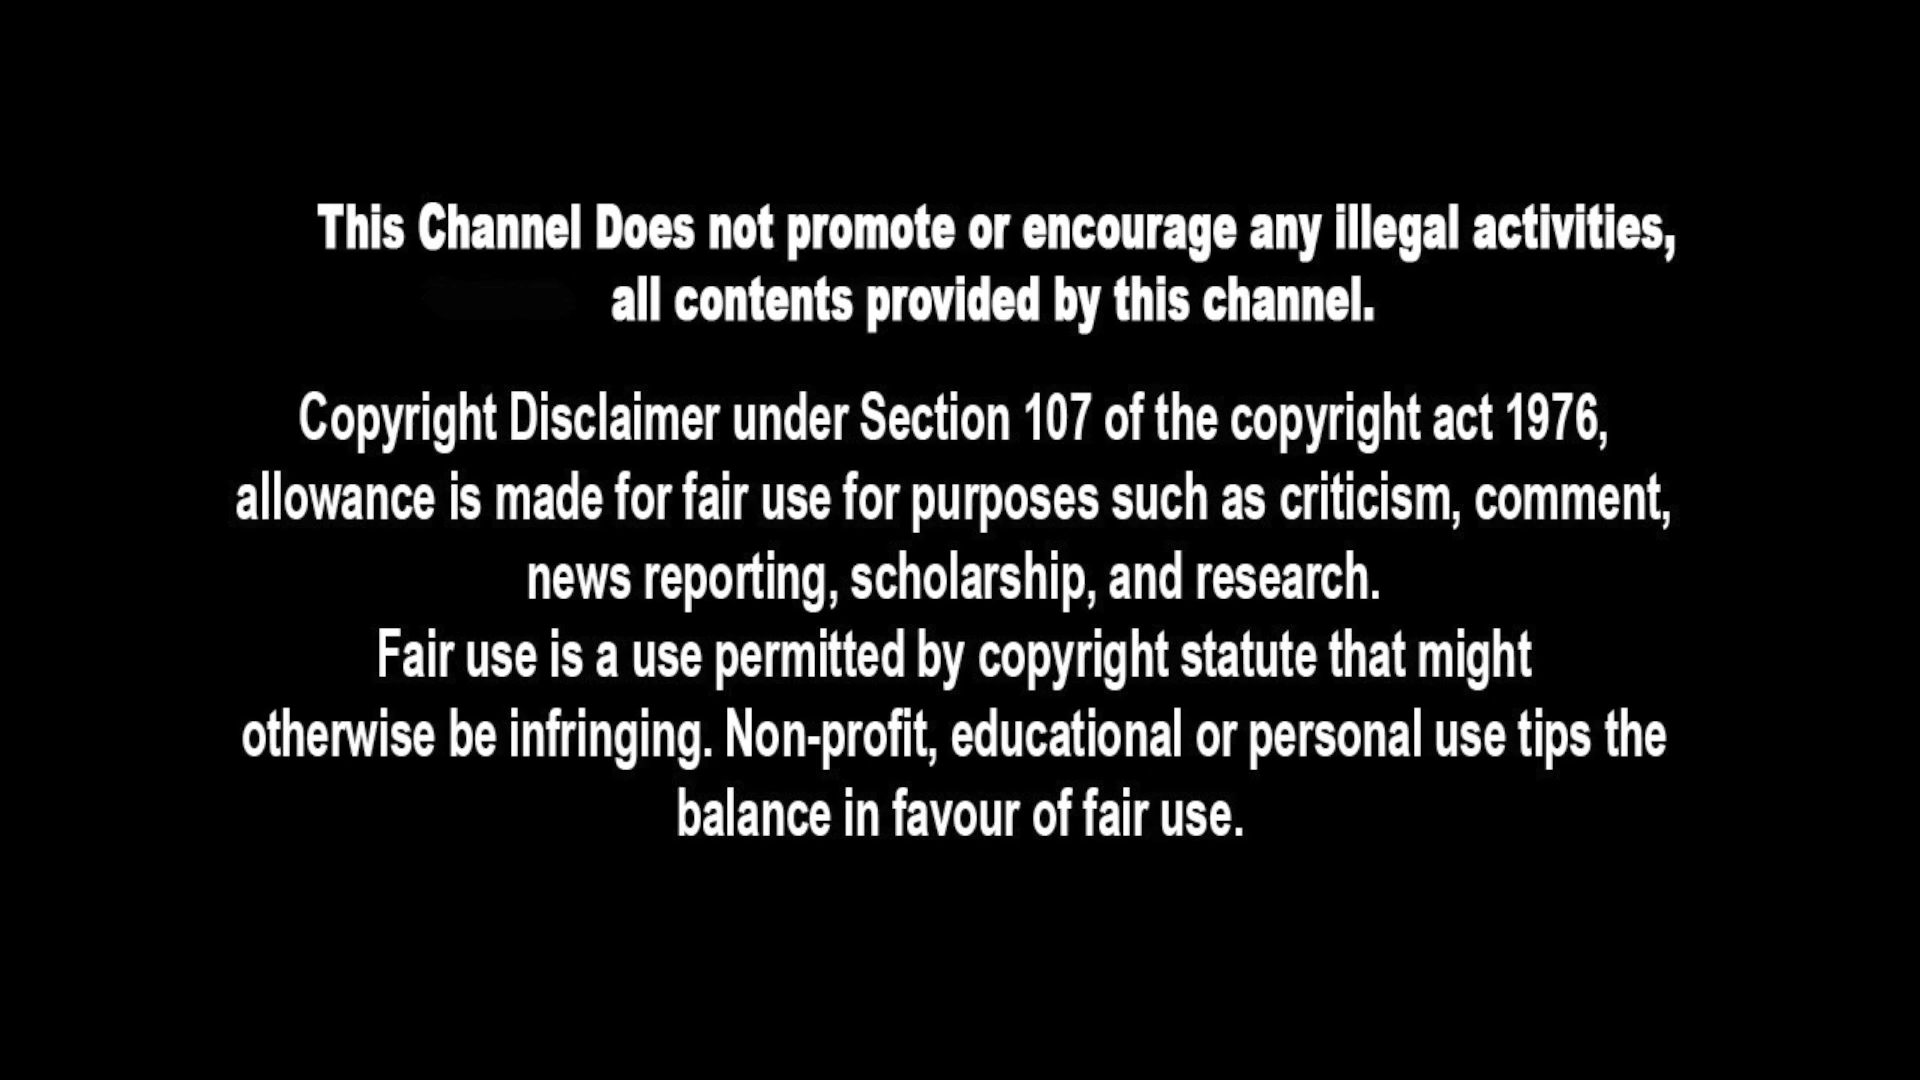 This Channel Does not promote or encourage any illegal activities,
all contents provided by this channel.
Copyright Disclaimer under Section 107 of the copyright act 1976,
allowance is made for fair use for purposes such as criticism, comment,
news reporting, scholarship, and research.
Fair use is a use permitted by copyright statute that might
otherwise be infringing. Non-profit, educational or personal use tips the
balance in favour of fair use.